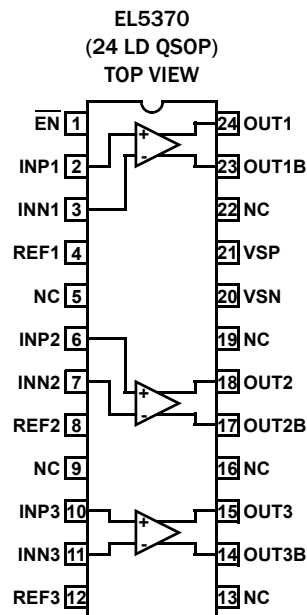 EL5370
(24 LD QSOP)
TOP VIEW
EN 1
24 OUT1
INP1 2
+
-
23 OUT1B
INN1 3
22 NC
REF1 4
21 VSP
NC 5
20 VSN
INP2 6
19 NC
INN2 7
+
-
18 OUT2
REF2 8
17 OUT2B
NC 9
16 NC
INP3 10
+
-
15 OUT3
INN3 11
14 OUT3B
REF3 12
13 NC